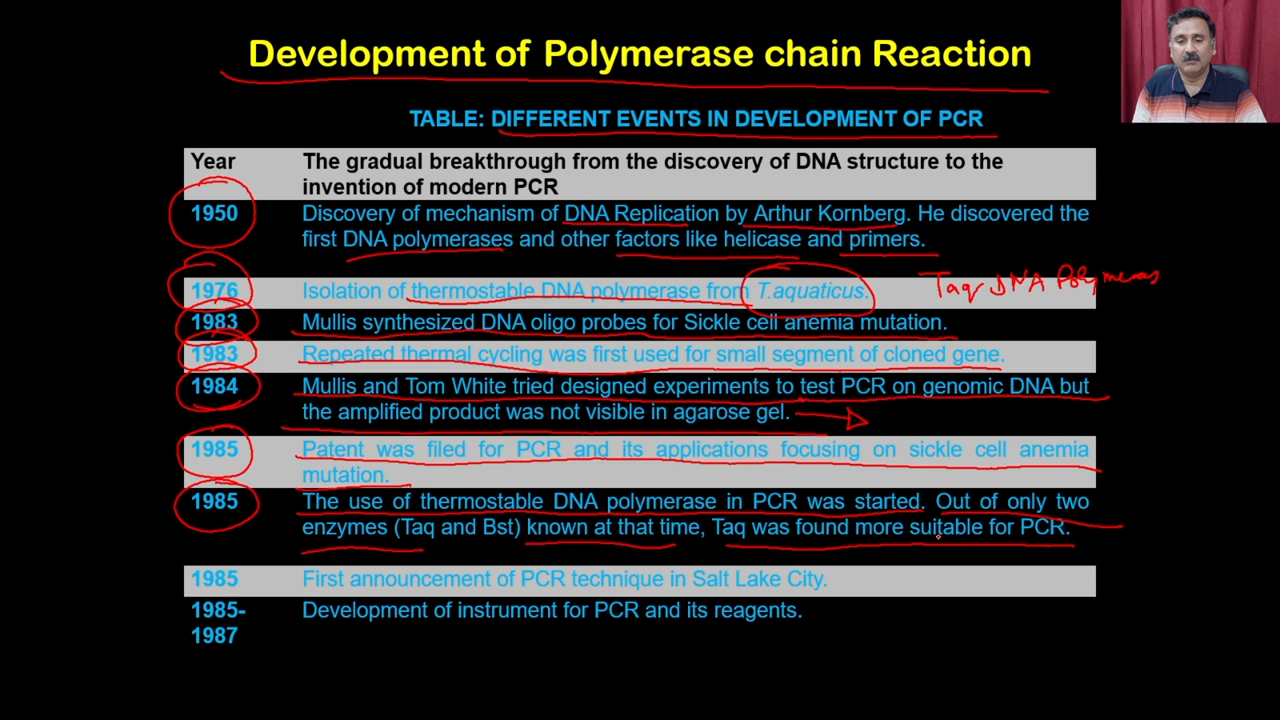 Development of Polymerase chain Reaction
TABLE: DIFFERENT EVENTS IN DEVELOPMENT OF PCR
Year The gradual breakthrough from the discovery of DNA structure to the
invention of modern PCR
1950 Discovery of mechanism of DNA Replication by Arthur Kornberg. He discovered the
first DNA polymerases and other factors like helicase and primers.
1976 Isolation of thermostable DNA polymerase from T.aquaticus. Taq DNA Polymeras
1983 Mullis synthesized DNA oligo probes for Sickle cell anemia mutation.
1983 Repeated thermal cycling was first used for small segment of cloned gene.
1984 Mullis and Tom White tried designed experiments to test PCR on genomic DNA but
the amplified product was not visible in agarose gel.
1985 Patent was filed for PCR and its applications focusing on sickle cell anemia
mutation.
1985 The use of thermostable DNA polymerase in PCR was started. Out of only two
enzymes (Taq and Bst) known at that time, Taq was found more suitable for PCR.
1985 First announcement of PCR technique in Salt Lake City.
1985- Development of instrument for PCR and its reagents.
1987